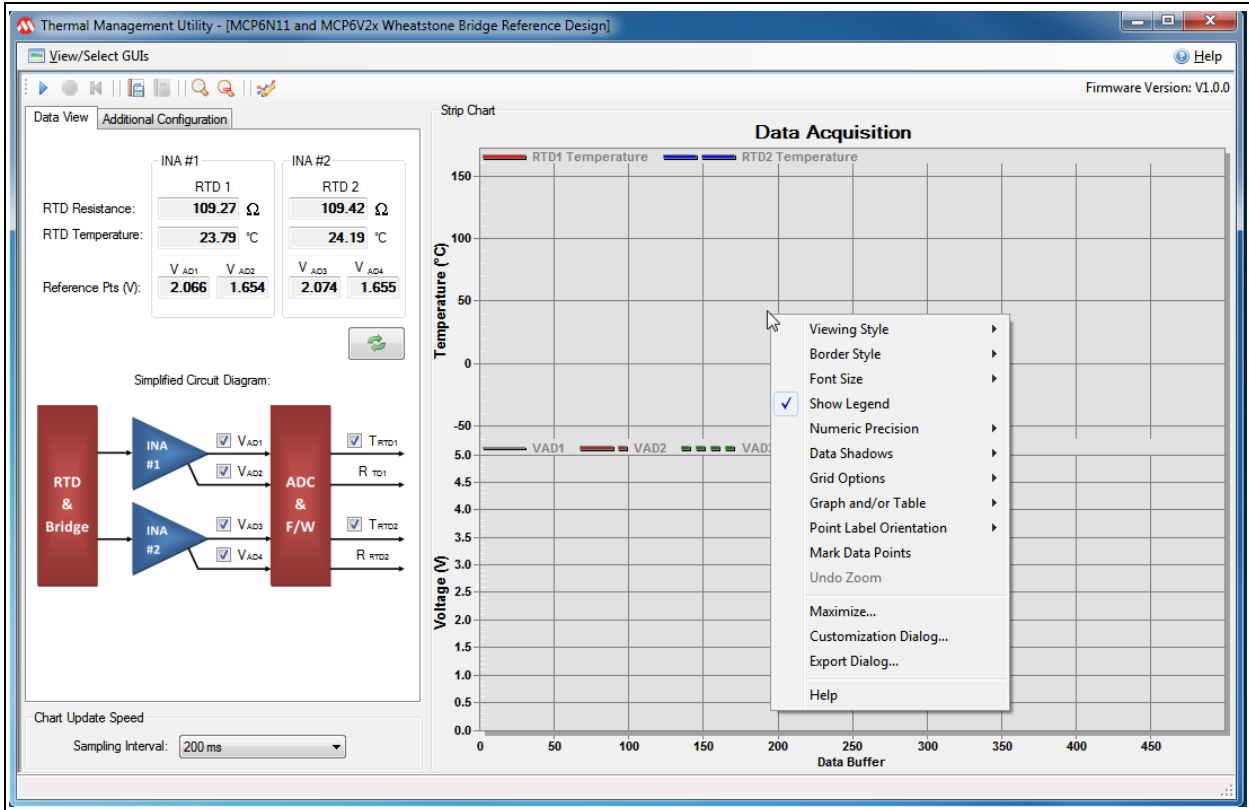 Thermal Management Utility - [MCP6N11 and MCP6V2x Wheatstone Bridge Reference Design]
View/Select GUIs
Help
Firmware Version: V1.0.0
Data View
Additional Configuration
INA #1
INA #2
RTD 1
RTD 2
RTD Resistance:
109.27 Ω
109.42 Ω
RTD Temperature:
23.79 °C
24.19 °C
V AD1
V AD2
V AD3
V AD4
Reference Pts (V):
2.066
1.654
2.074
1.655
Simplified Circuit Diagram:
RTD
&
Bridge
INA
#1
INA
#2
VAD1
VAD2
VAD3
VAD4
ADC
&
F/W
TRTD1
R TD1
TRTD2
R RTD2
Chart Update Speed
Sampling Interval:
200 ms
Strip Chart
Data Acquisition
RTD1 Temperature
RTD2 Temperature
Temperature (°C)
150
100
50
0
-50
VAD1
VAD2
VAD3
Voltage (V)
5.0
4.5
4.0
3.5
3.0
2.5
2.0
1.5
1.0
0.5
0.0
0 50 100 150 200 250 300 350 400 450
Data Buffer
Viewing Style
Border Style
Font Size
Show Legend
Numeric Precision
Data Shadows
Grid Options
Graph and/or Table
Point Label Orientation
Mark Data Points
Undo Zoom
Maximize...
Customization Dialog...
Export Dialog...
Help